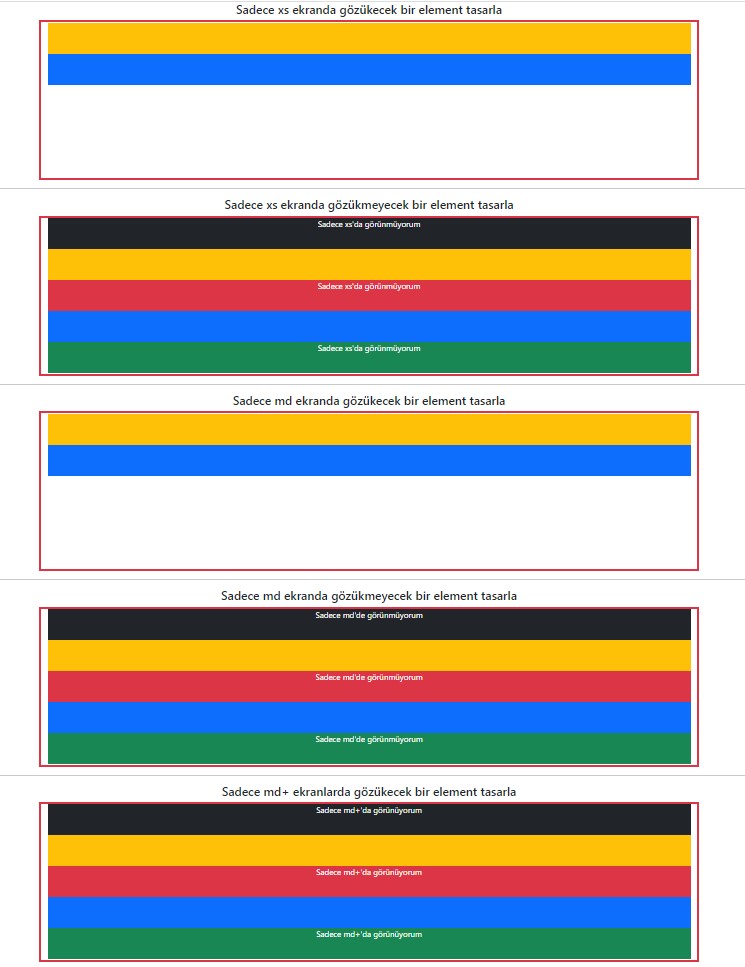 Sadece xs ekranda gözükecek bir element tasarla
Sadece xs ekranda gözükmeyecek bir element tasarla
Sadece xs'da görünmüyorum
Sadece xs'da görünmüyorum
Sadece xs'da görünmüyorum
Sadece md ekranda gözükecek bir element tasarla
Sadece md ekranda gözükmeyecek bir element tasarla
Sadece md'de görünmüyorum
Sadece md'de görünmüyorum
Sadece md'de görünmüyorum
Sadece md+ ekranlarda gözükecek bir element tasarla
Sadece md+'da görünüyorum
Sadece md+'da görünüyorum
Sadece md+'da görünüyorum